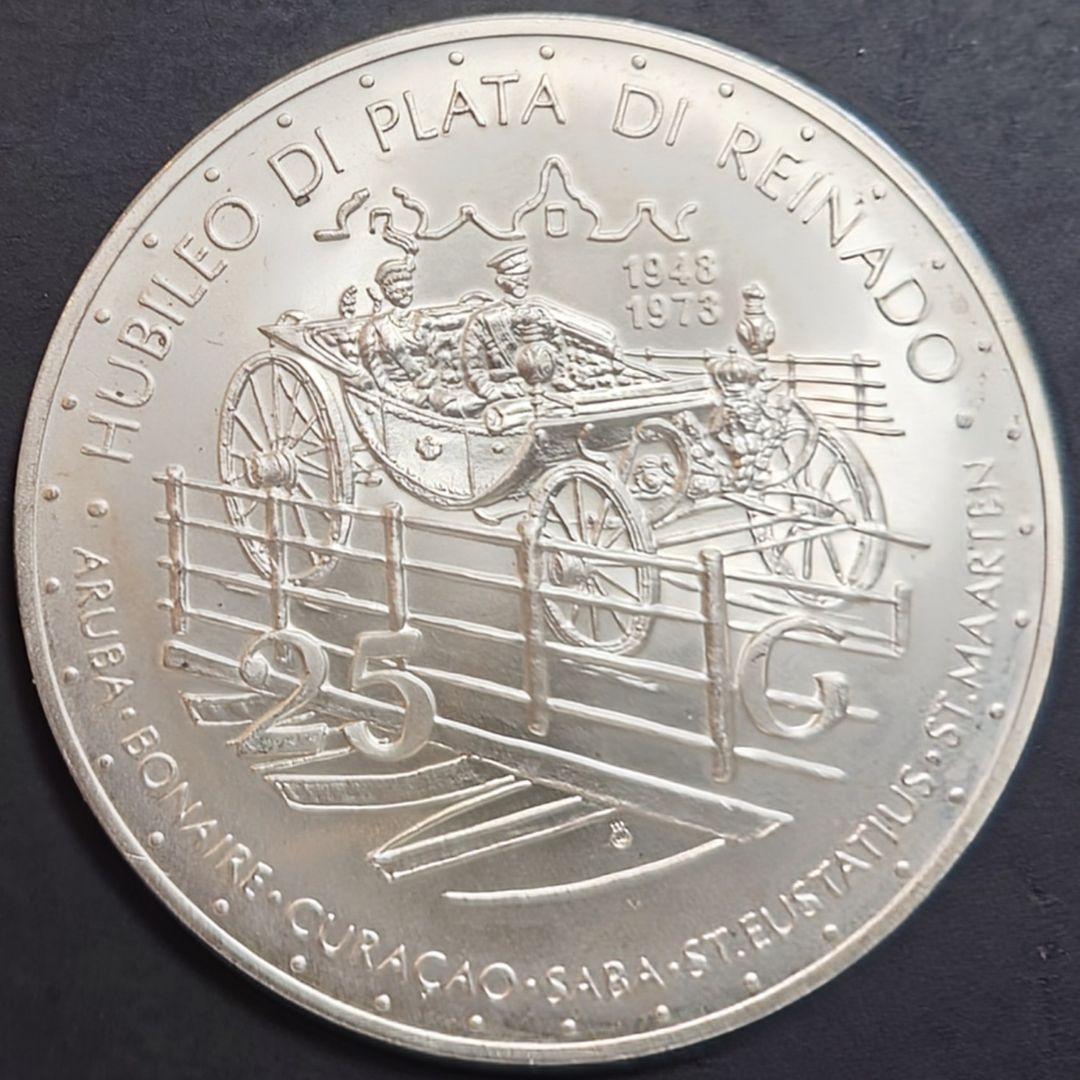 HUBILEO DI PLATA DI REINADO
1948
1973
25 G
ARUBA · BONAIRE · CURAÇAO · SABA · ST. EUSTATIUS · ST. MAARTEN